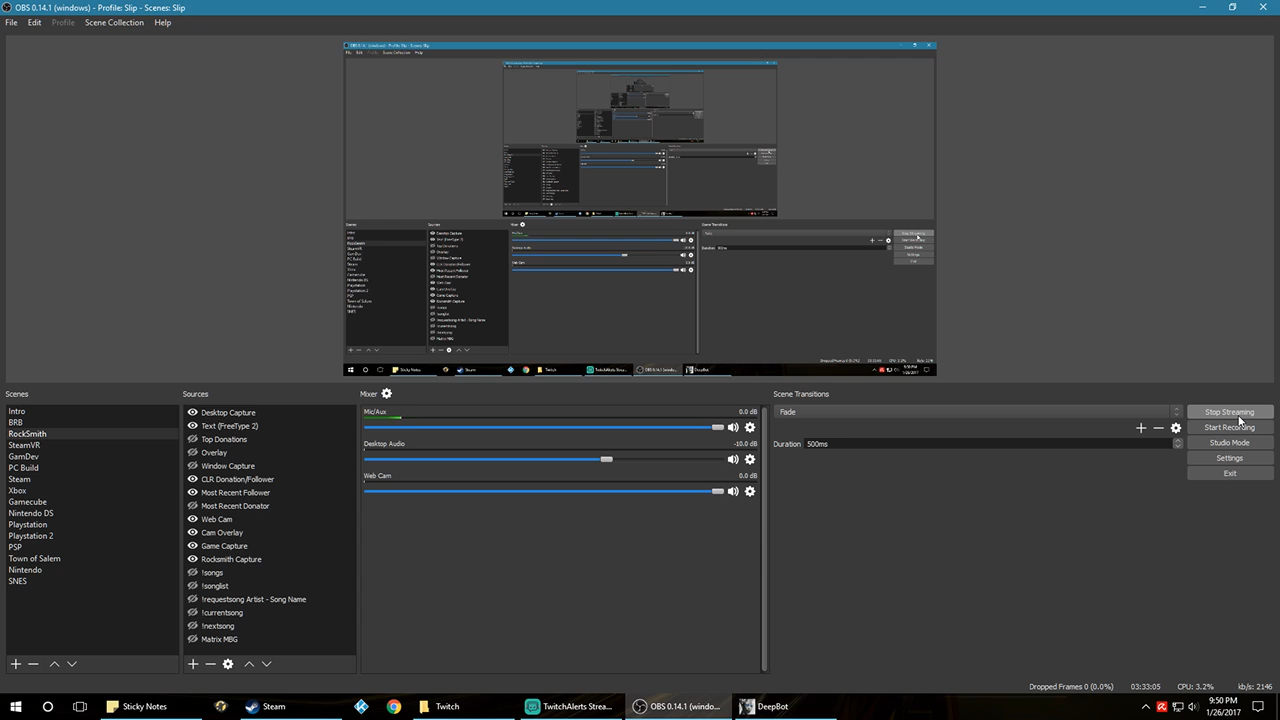 OBS 0.14.1 (windows) - Profile: Slip - Scenes: Slip
File Edit Profile Scene Collection Help
Scenes
Intro
BRB
RockSmith
SteamVR
GamDev
PC Build
Steam
Xbox
Gamecube
Nintendo DS
Playstation
Playstation 2
PSP
Town of Salem
Nintendo
SNES
Sources
Desktop Capture
Text (FreeType 2)
Top Donations
Overlay
Window Capture
CLR Donation/Follower
Most Recent Follower
Most Recent Donator
Web Cam
Cam Overlay
Game Capture
Rocksmith Capture
!songs
!songlist
!requestsong Artist - Song Name
!currentsong
!nextsong
Matrix MBG
Mixer
Mic/Aux 0.0 dB
Desktop Audio -10.0 dB
Web Cam 0.0 dB
Scene Transitions
Fade
Duration 500ms
Stop Streaming
Start Recording
Studio Mode
Settings
Exit
Dropped Frames 0 (0.0%) 03:33:05 CPU: 3.2% kb/s: 2146
Sticky Notes Steam Twitch TwitchAlerts Strea... OBS 0.14.1 (windo... DeepBot
9:50 PM
1/26/2017